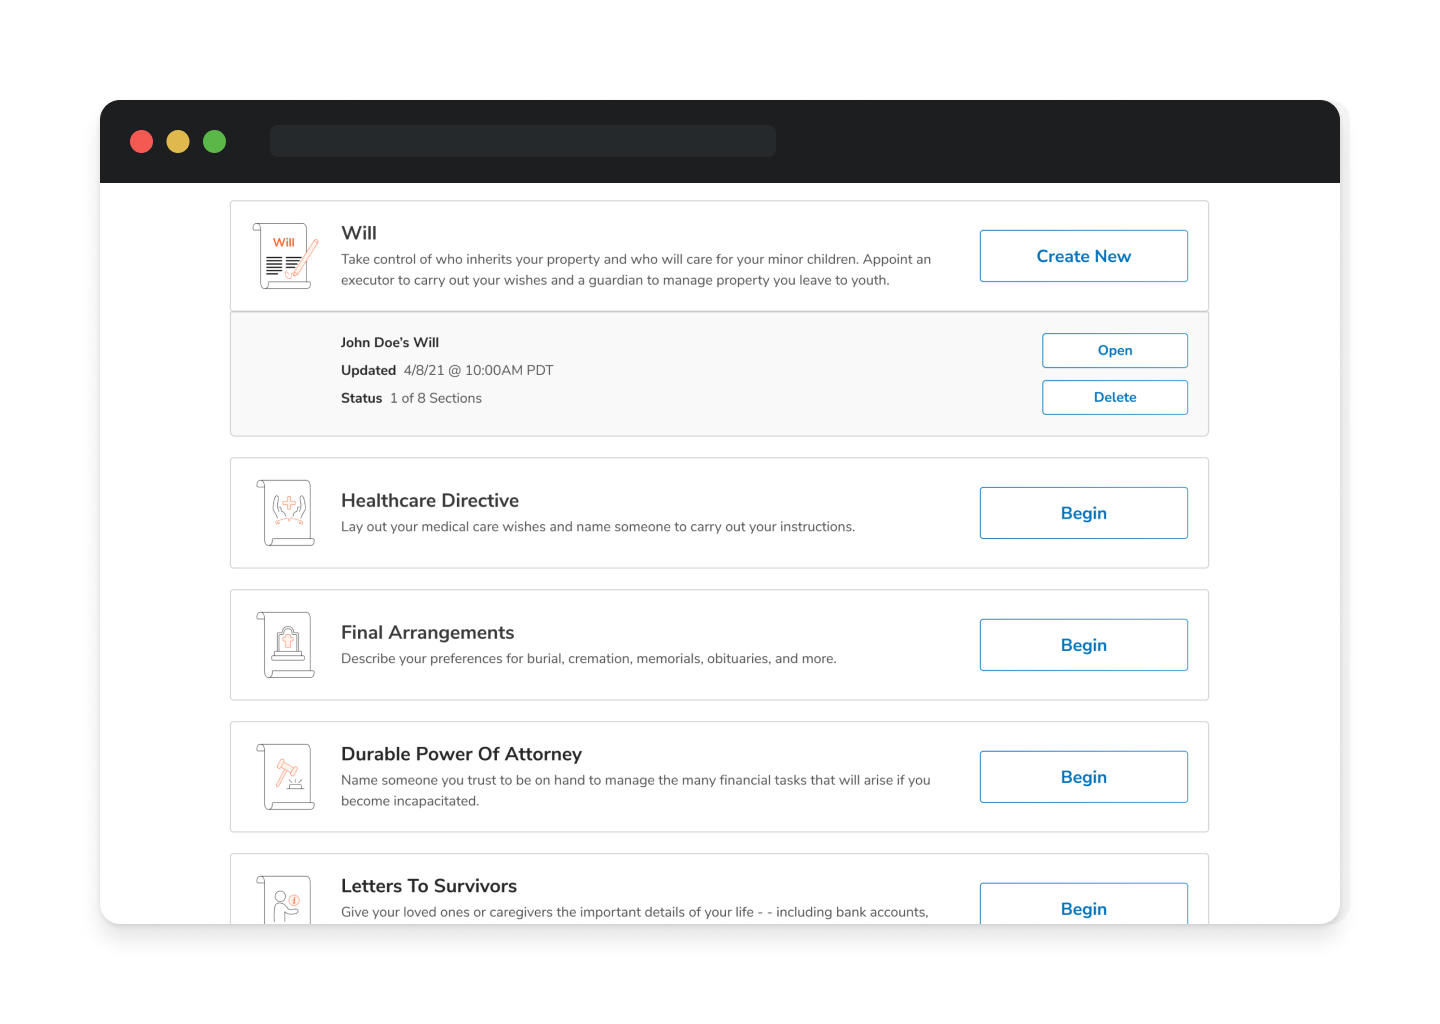 Will
Will
Take control of who inherits your property and who will care for your minor children. Appoint an
executor to carry out your wishes and a guardian to manage property you leave to youth.
Create New
John Doe's Will
Updated 4/8/21 @ 10:00AM PDT
Status 1 of 8 Sections
Open
Delete
Healthcare Directive
Lay out your medical care wishes and name someone to carry out your instructions.
Begin
Final Arrangements
Describe your preferences for burial, cremation, memorials, obituaries, and more.
Begin
Durable Power Of Attorney
Name someone you trust to be on hand to manage the many financial tasks that will arise if you
become incapacitated.
Begin
Letters To Survivors
Give your loved ones or caregivers the important details of your life - - including bank accounts,
Begin